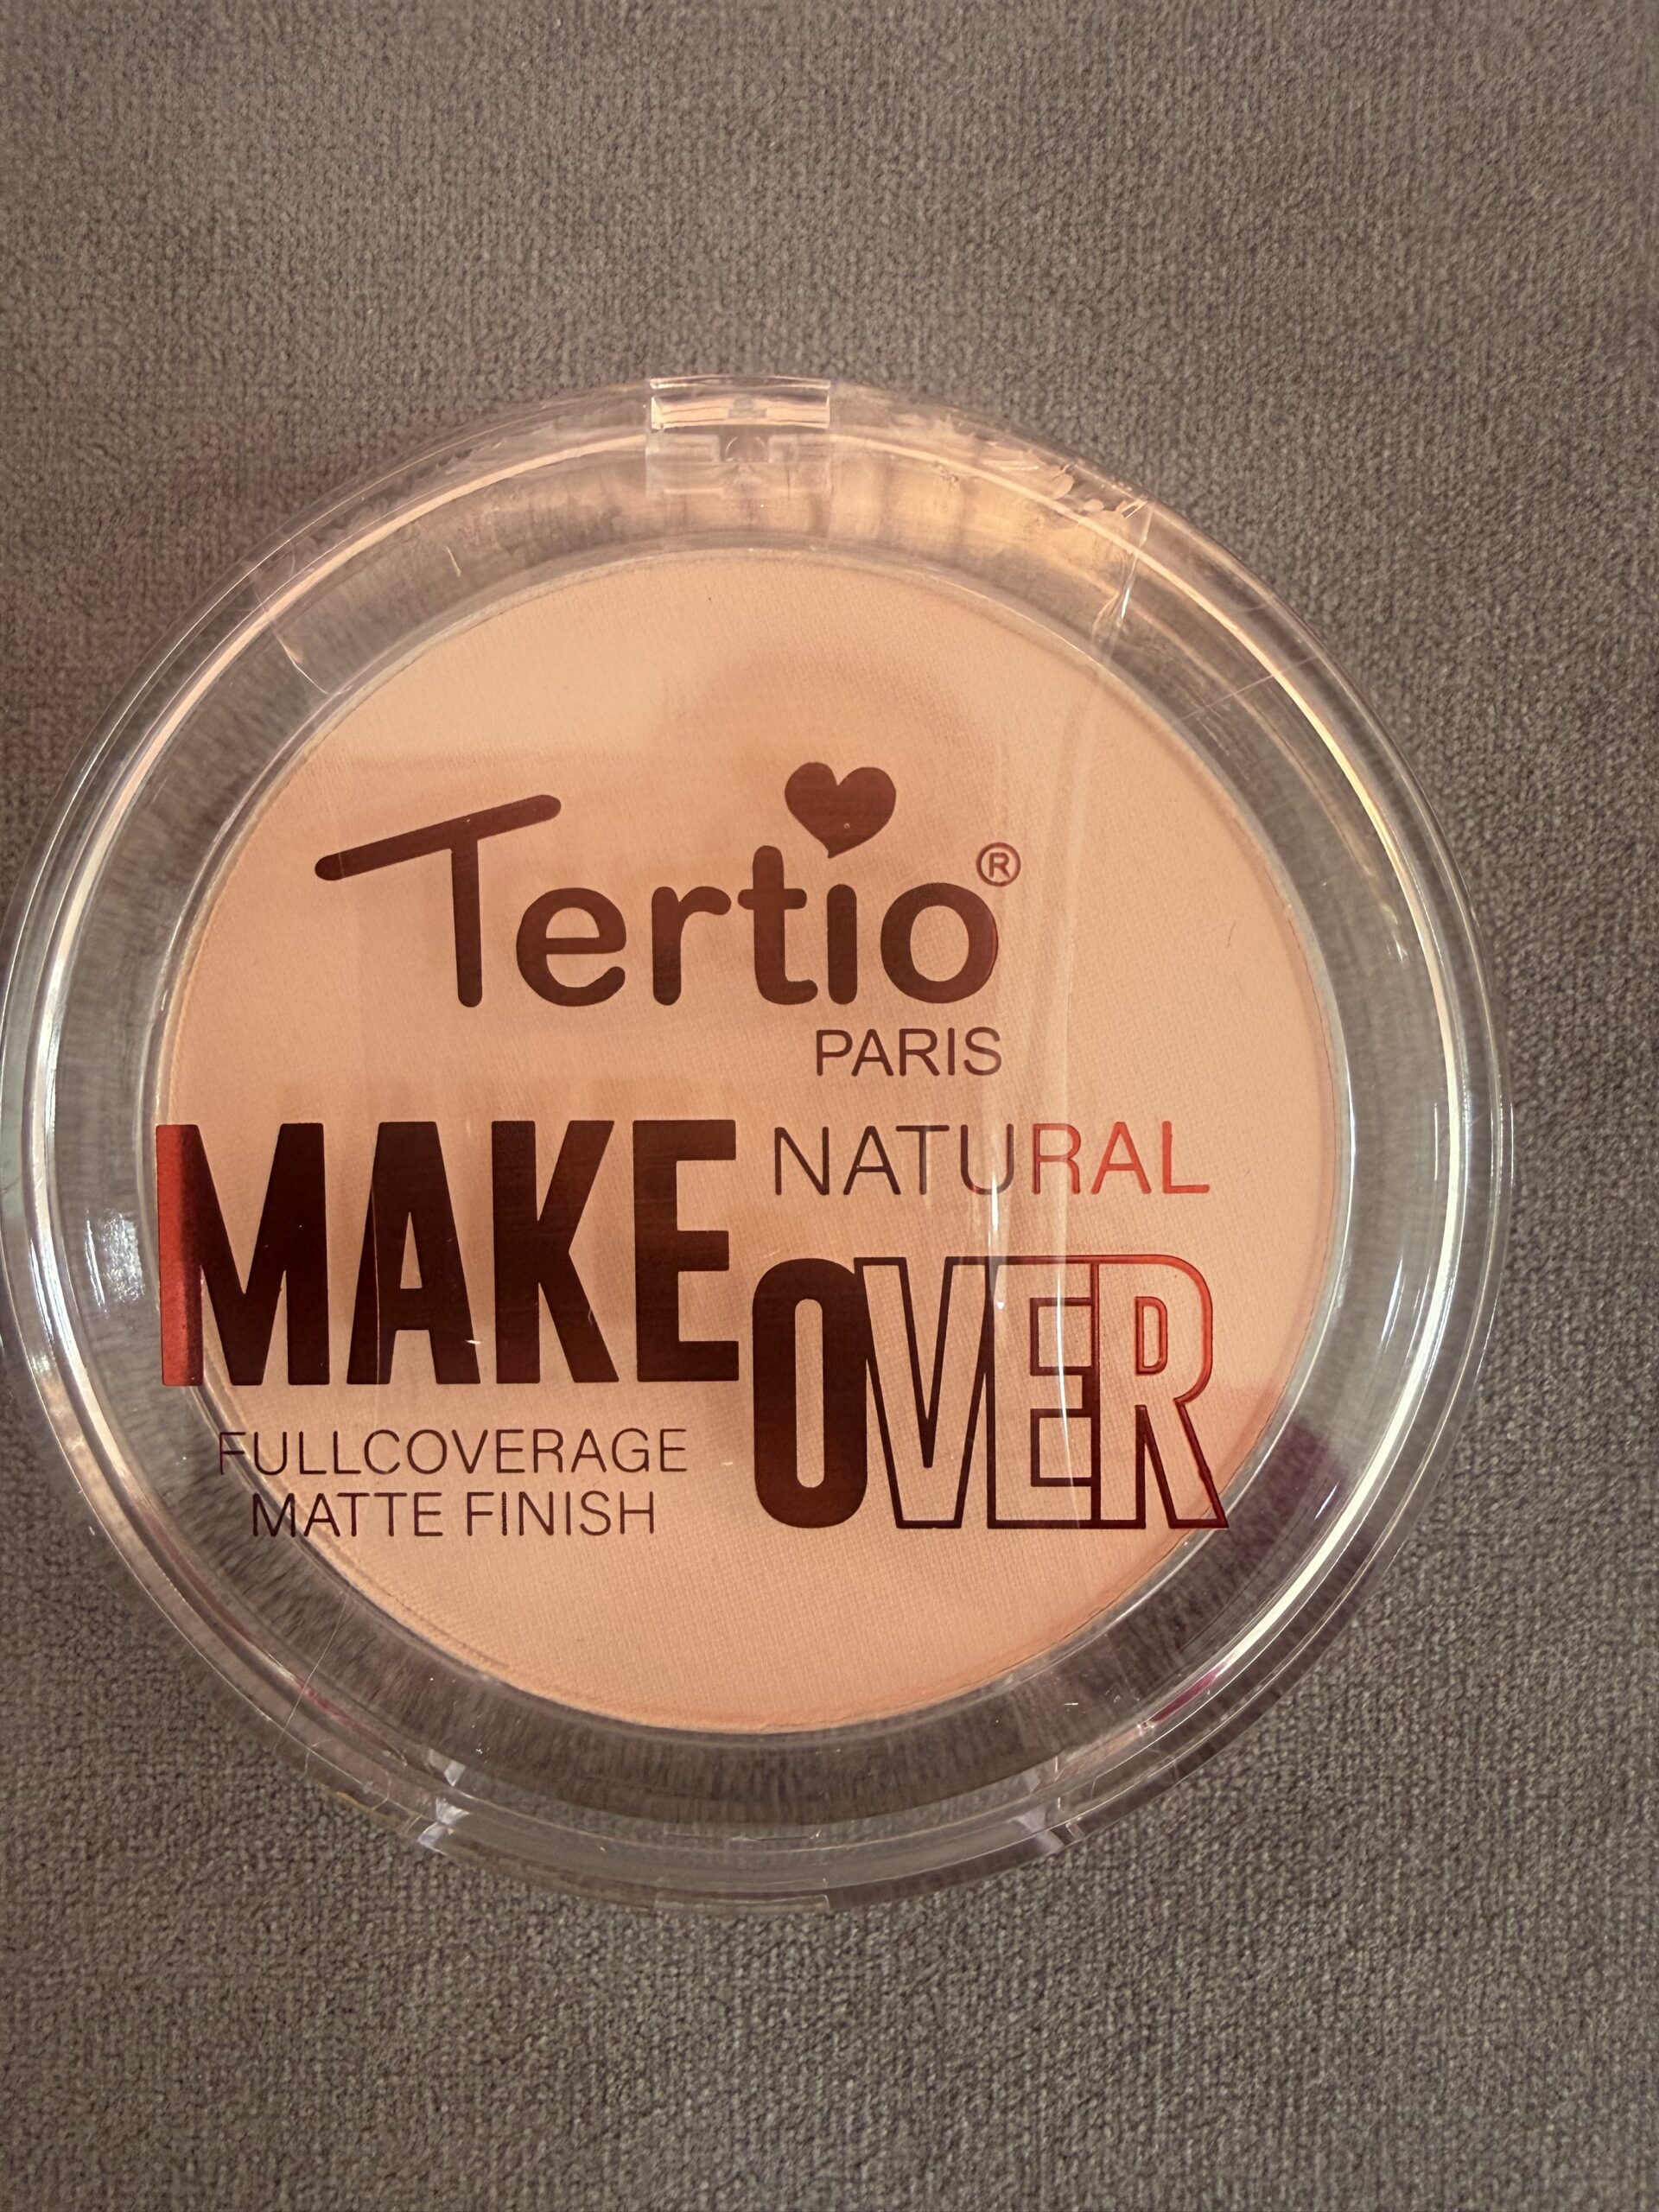 Tertio®
PARIS
MAKE NATURAL
OVER
FULLCOVERAGE
MATTE FINISH